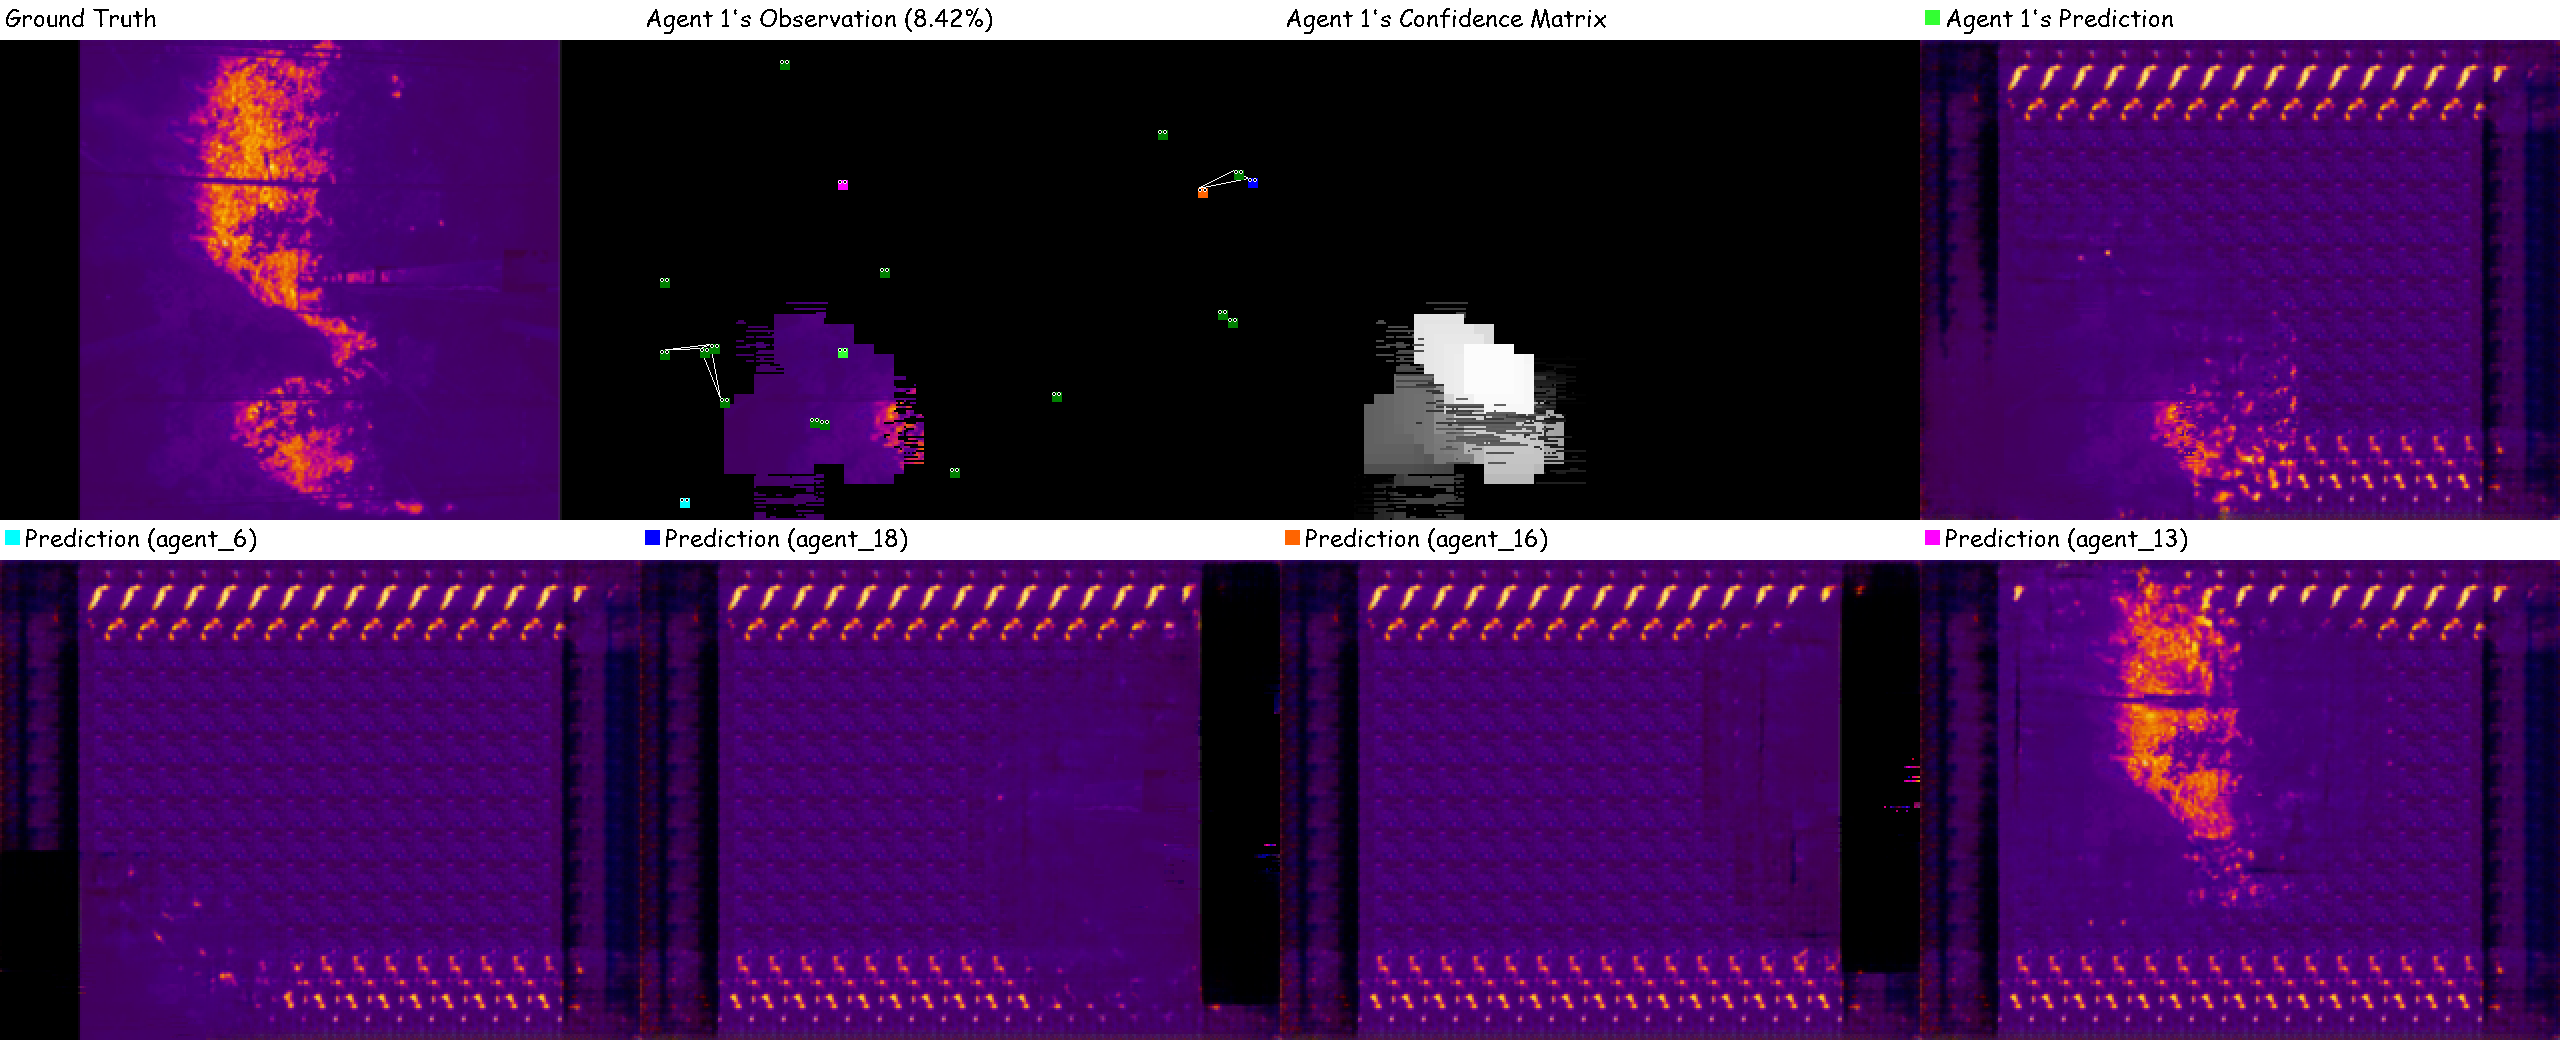 Ground Truth
Agent 1's Observation (8.42%)
Agent 1's Confidence Matrix
Agent 1's Prediction
Prediction (agent_6)
Prediction (agent_18)
Prediction (agent_16)
Prediction (agent_13)